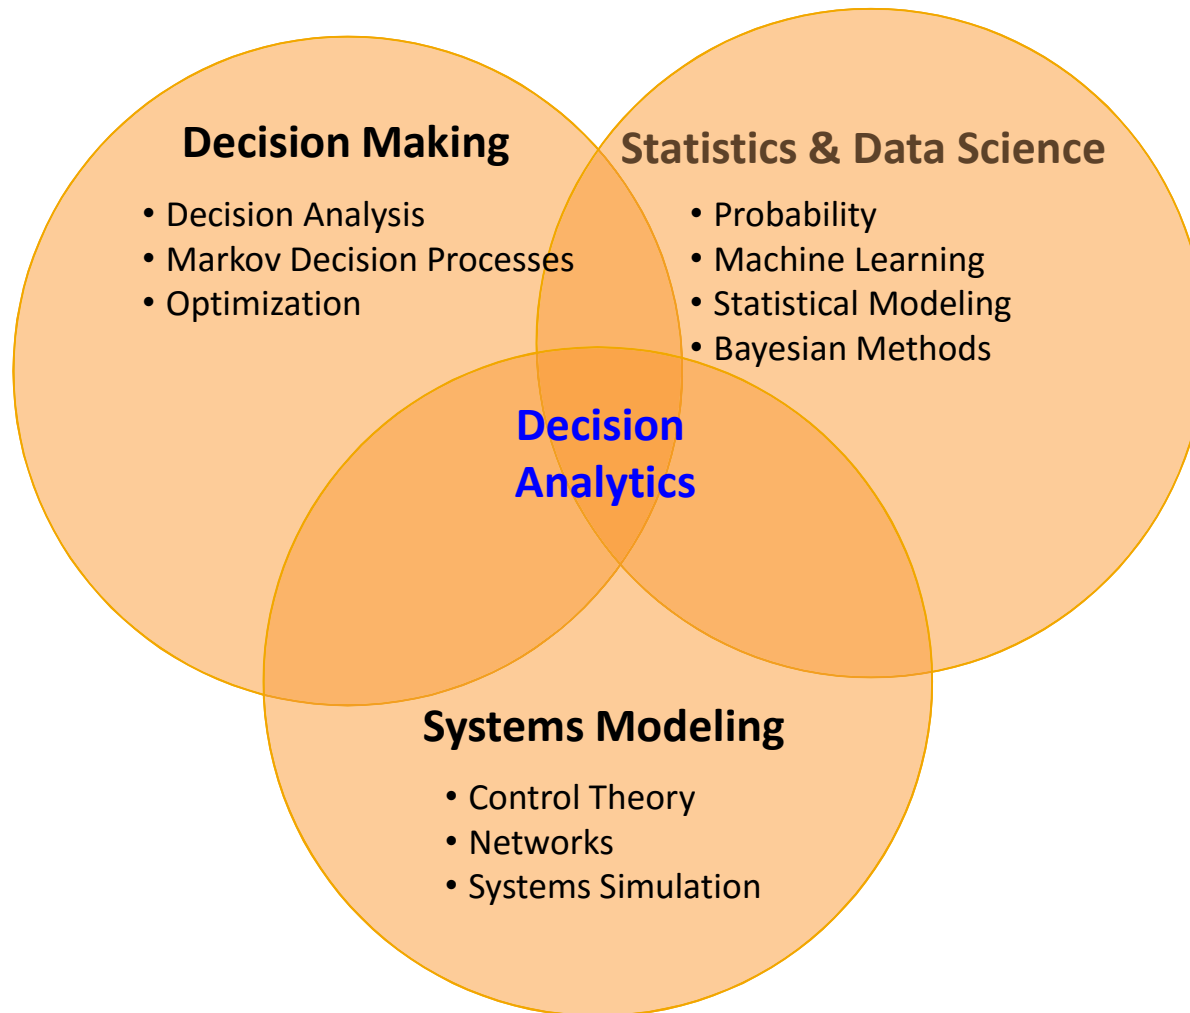 Decision Making
• Decision Analysis
• Markov Decision Processes
• Optimization
Statistics & Data Science
• Probability
• Machine Learning
• Statistical Modeling
• Bayesian Methods
Decision
Analytics
Systems Modeling
• Control Theory
• Networks
• Systems Simulation